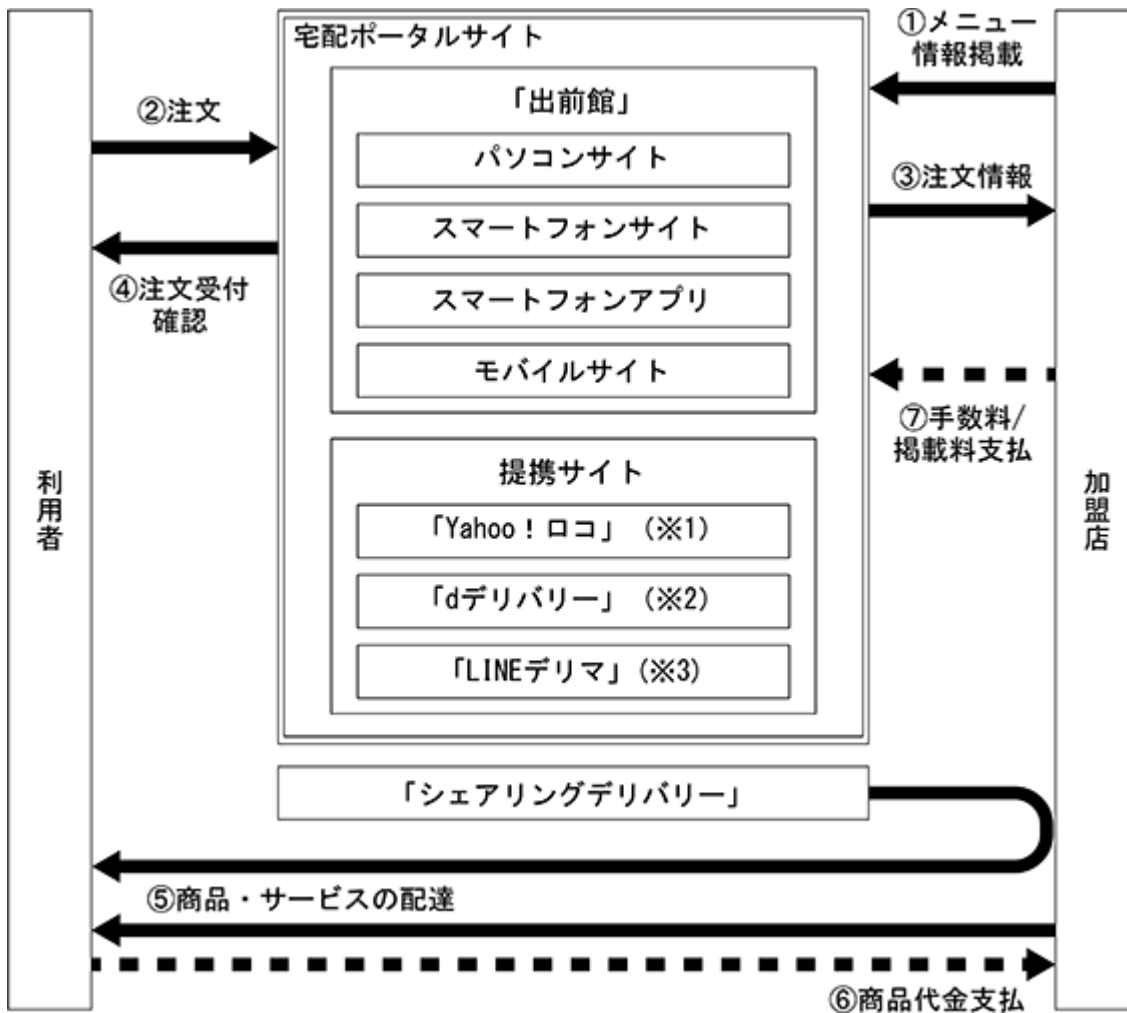 宅配ポータルサイト
①メニュー
情報掲載
「出前館」
②注文
パソコンサイト
③注文情報
スマートフォンサイト
④注文受付
確認
スマートフォンアプリ
モバイルサイト
⑦手数料/
掲載料支払
提携サイト
利用者
加盟店
「Yahoo！ロコ」（※1）
「dデリバリー」（※2）
「LINEデリマ」（※3）
「シェアリングデリバリー」
⑤商品・サービスの配達
⑥商品代金支払